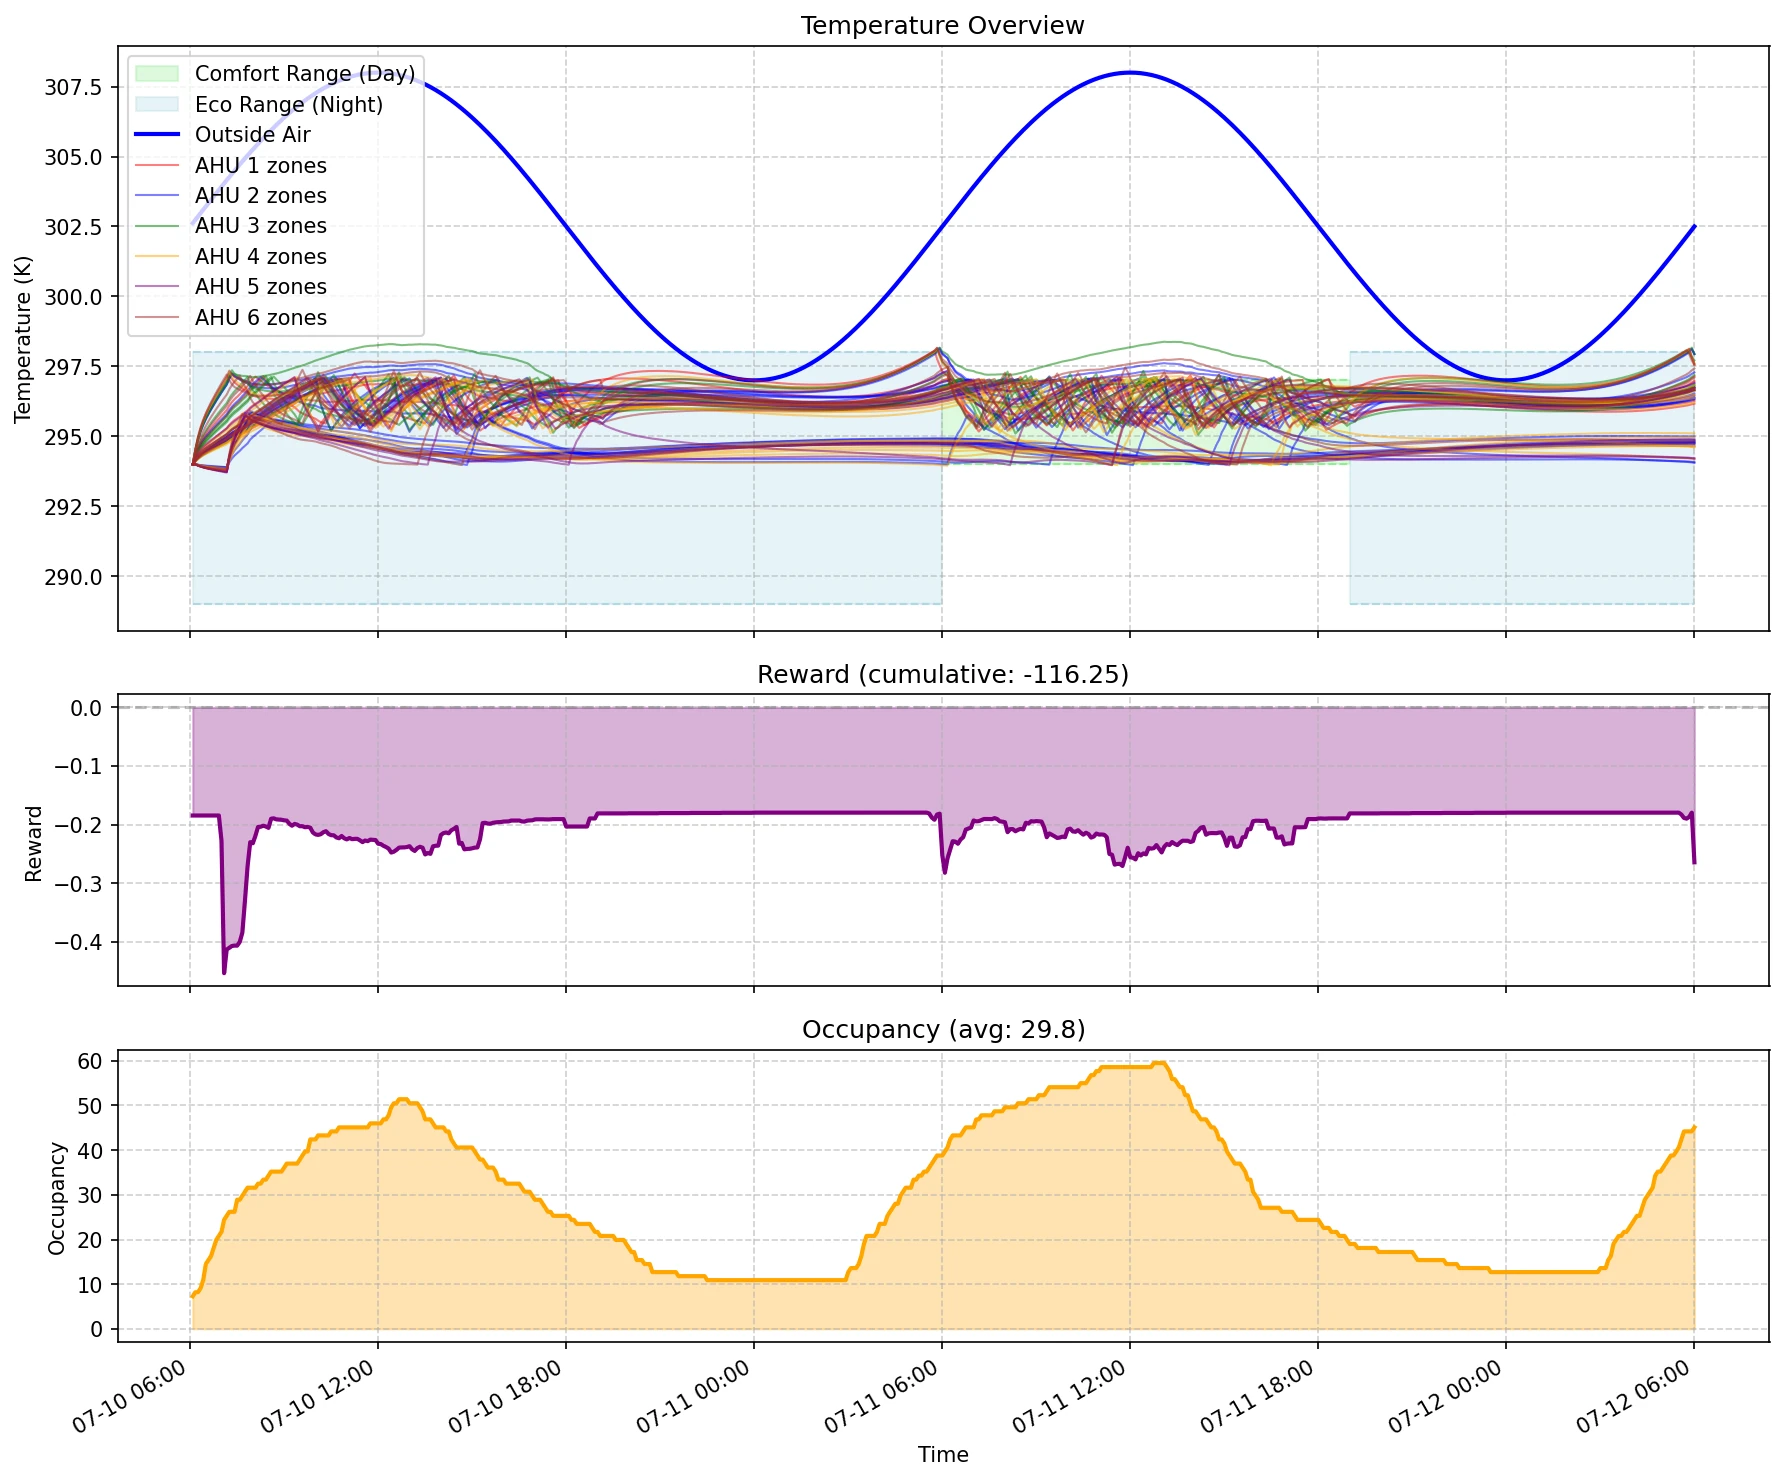 Temperature Overview
Temperature (K)
307.5
305.0
302.5
300.0
297.5
295.0
292.5
290.0
Comfort Range (Day)
Eco Range (Night)
Outside Air
AHU 1 zones
AHU 2 zones
AHU 3 zones
AHU 4 zones
AHU 5 zones
AHU 6 zones
Reward (cumulative: -116.25)
Reward
0.0
−0.1
−0.2
−0.3
−0.4
Occupancy (avg: 29.8)
Occupancy
60
50
40
30
20
10
0
07-10 06:00
07-10 12:00
07-10 18:00
07-11 00:00
07-11 06:00
07-11 12:00
07-11 18:00
07-12 00:00
07-12 06:00
Time